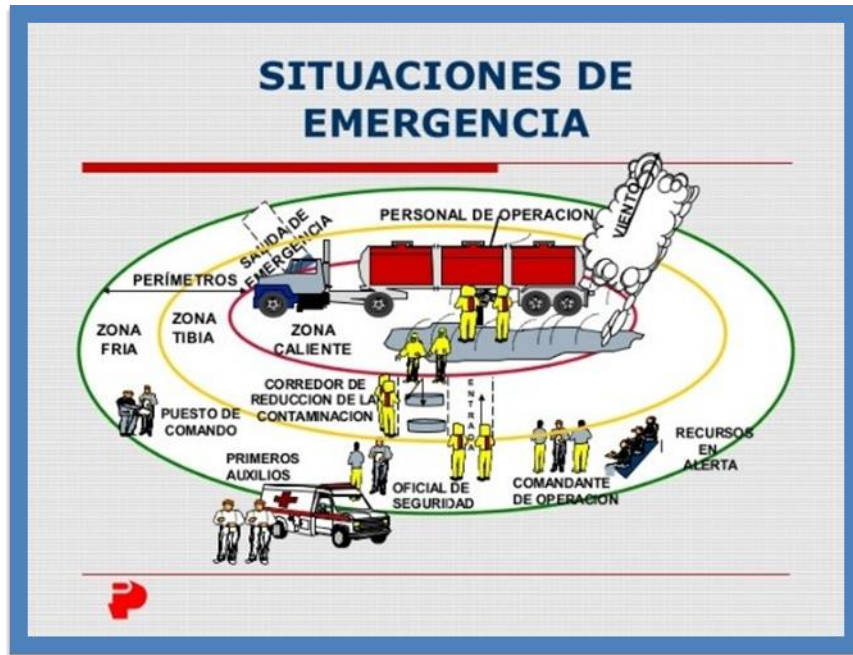 SITUACIONES DE
EMERGENCIA
PERSONAL DE OPERACION
VIENTO
SALIDA DE
EMERGENCIA
PERÍMETROS
ZONA
FRIA
ZONA
TIBIA
ZONA
CALIENTE
CORREDOR DE
REDUCCION DE LA
CONTAMINACION
ENTRADA
PUESTO DE
COMANDO
PRIMEROS
AUXILIOS
OFICIAL DE
SEGURIDAD
COMANDANTE
DE OPERACION
RECURSOS
EN
ALERTA